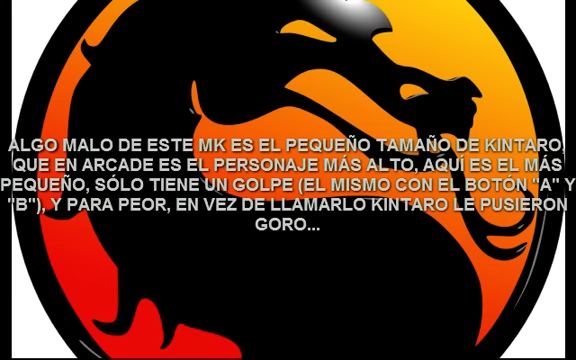 ALGO MALO DE ESTE MK ES EL PEQUEÑO TAMAÑO DE KINTARO,
QUE EN ARCADE ES EL PERSONAJE MÁS ALTO, AQUÍ ES EL MÁS
PEQUEÑO, SÓLO TIENE UN GOLPE (EL MISMO CON EL BOTÓN "A" Y
"B"), Y PARA PEOR, EN VEZ DE LLAMARLO KINTARO LE PUSIERON
GORO...